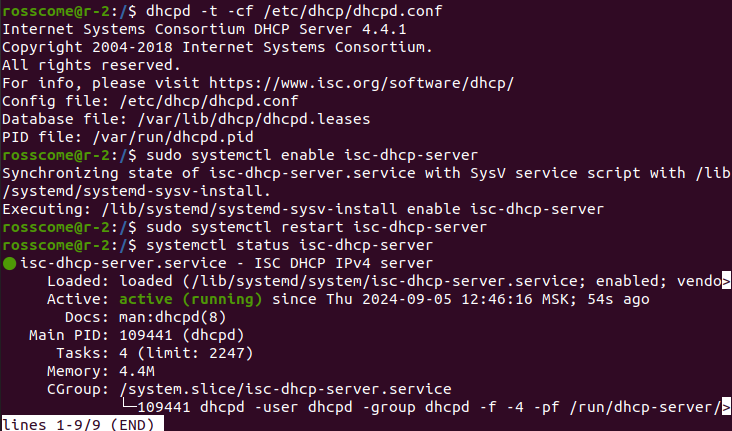 rosscome@r-2:/$ dhcpd -t -cf /etc/dhcp/dhcpd.conf
Internet Systems Consortium DHCP Server 4.4.1
Copyright 2004-2018 Internet Systems Consortium.
All rights reserved.
For info, please visit https://www.isc.org/software/dhcp/
Config file: /etc/dhcp/dhcpd.conf
Database file: /var/lib/dhcp/dhcpd.leases
PID file: /var/run/dhcpd.pid
rosscome@r-2:/$ sudo systemctl enable isc-dhcp-server
Synchronizing state of isc-dhcp-server.service with SysV service script with /lib
/systemd/systemd-sysv-install.
Executing: /lib/systemd/systemd-sysv-install enable isc-dhcp-server
rosscome@r-2:/$ sudo systemctl restart isc-dhcp-server
rosscome@r-2:/$ systemctl status isc-dhcp-server
● isc-dhcp-server.service - ISC DHCP IPv4 server
Loaded: loaded (/lib/systemd/system/isc-dhcp-server.service; enabled; vendo>
Active: active (running) since Thu 2024-09-05 12:46:16 MSK; 54s ago
Docs: man:dhcpd(8)
Main PID: 109441 (dhcpd)
Tasks: 4 (limit: 2247)
Memory: 4.4M
CGroup: /system.slice/isc-dhcp-server.service
└─109441 dhcpd -user dhcpd -group dhcpd -f -4 -pf /run/dhcp-server/>
lines 1-9/9 (END)